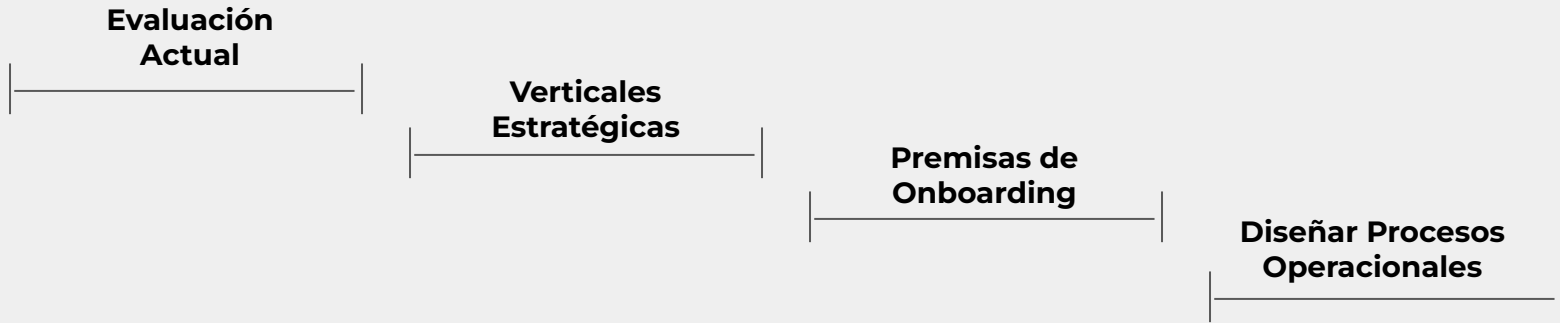 Evaluación
Actual
Verticales
Estratégicas
Premisas de
Onboarding
Diseñar Procesos
Operacionales